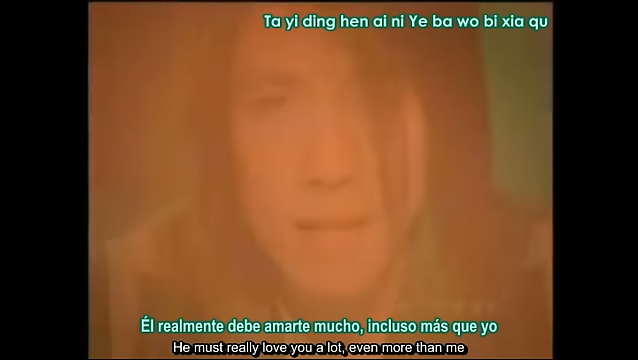 Ta yi ding hen ai ni Ye ba wo bi xia qu
Él realmente debe amarte mucho, incluso más que yo
He must really love you a lot, even more than me